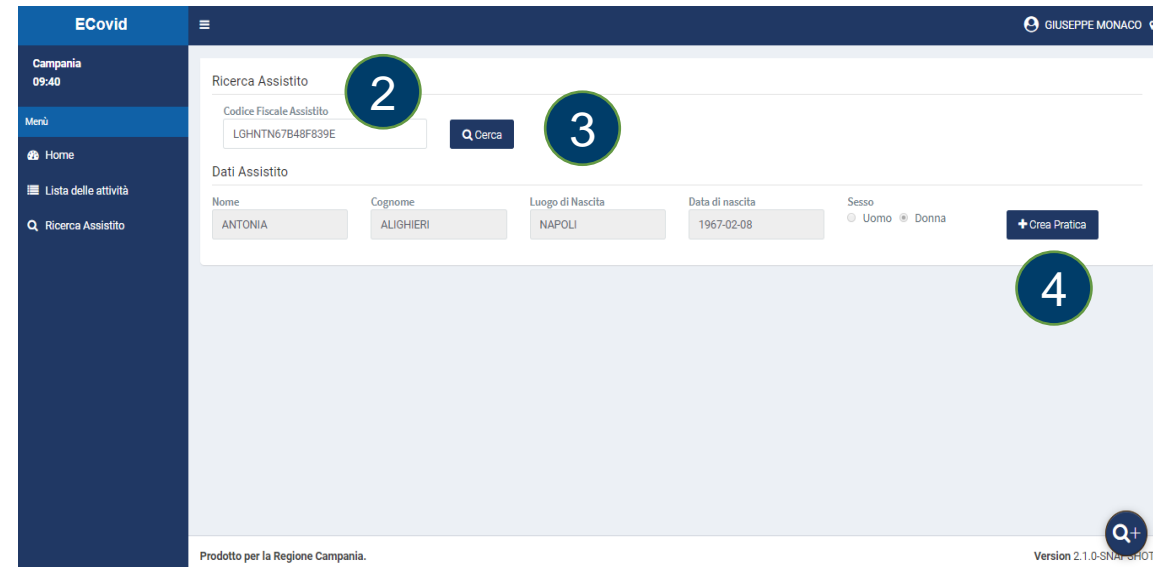 ECovid
GIUSEPPE MONACO
Campania
09:40
Menù
Home
Lista delle attività
Ricerca Assistito
Ricerca Assistito
2
Codice Fiscale Assistito
LGHNTN67B48F839E
Cerca
3
Dati Assistito
Nome Cognome Luogo di Nascita Data di nascita Sesso
ANTONIA ALIGHIERI NAPOLI 1967-02-08 Uomo Donna
+ Crea Pratica
4
Prodotto per la Regione Campania.
Version 2.1.0-SNAPSHOT